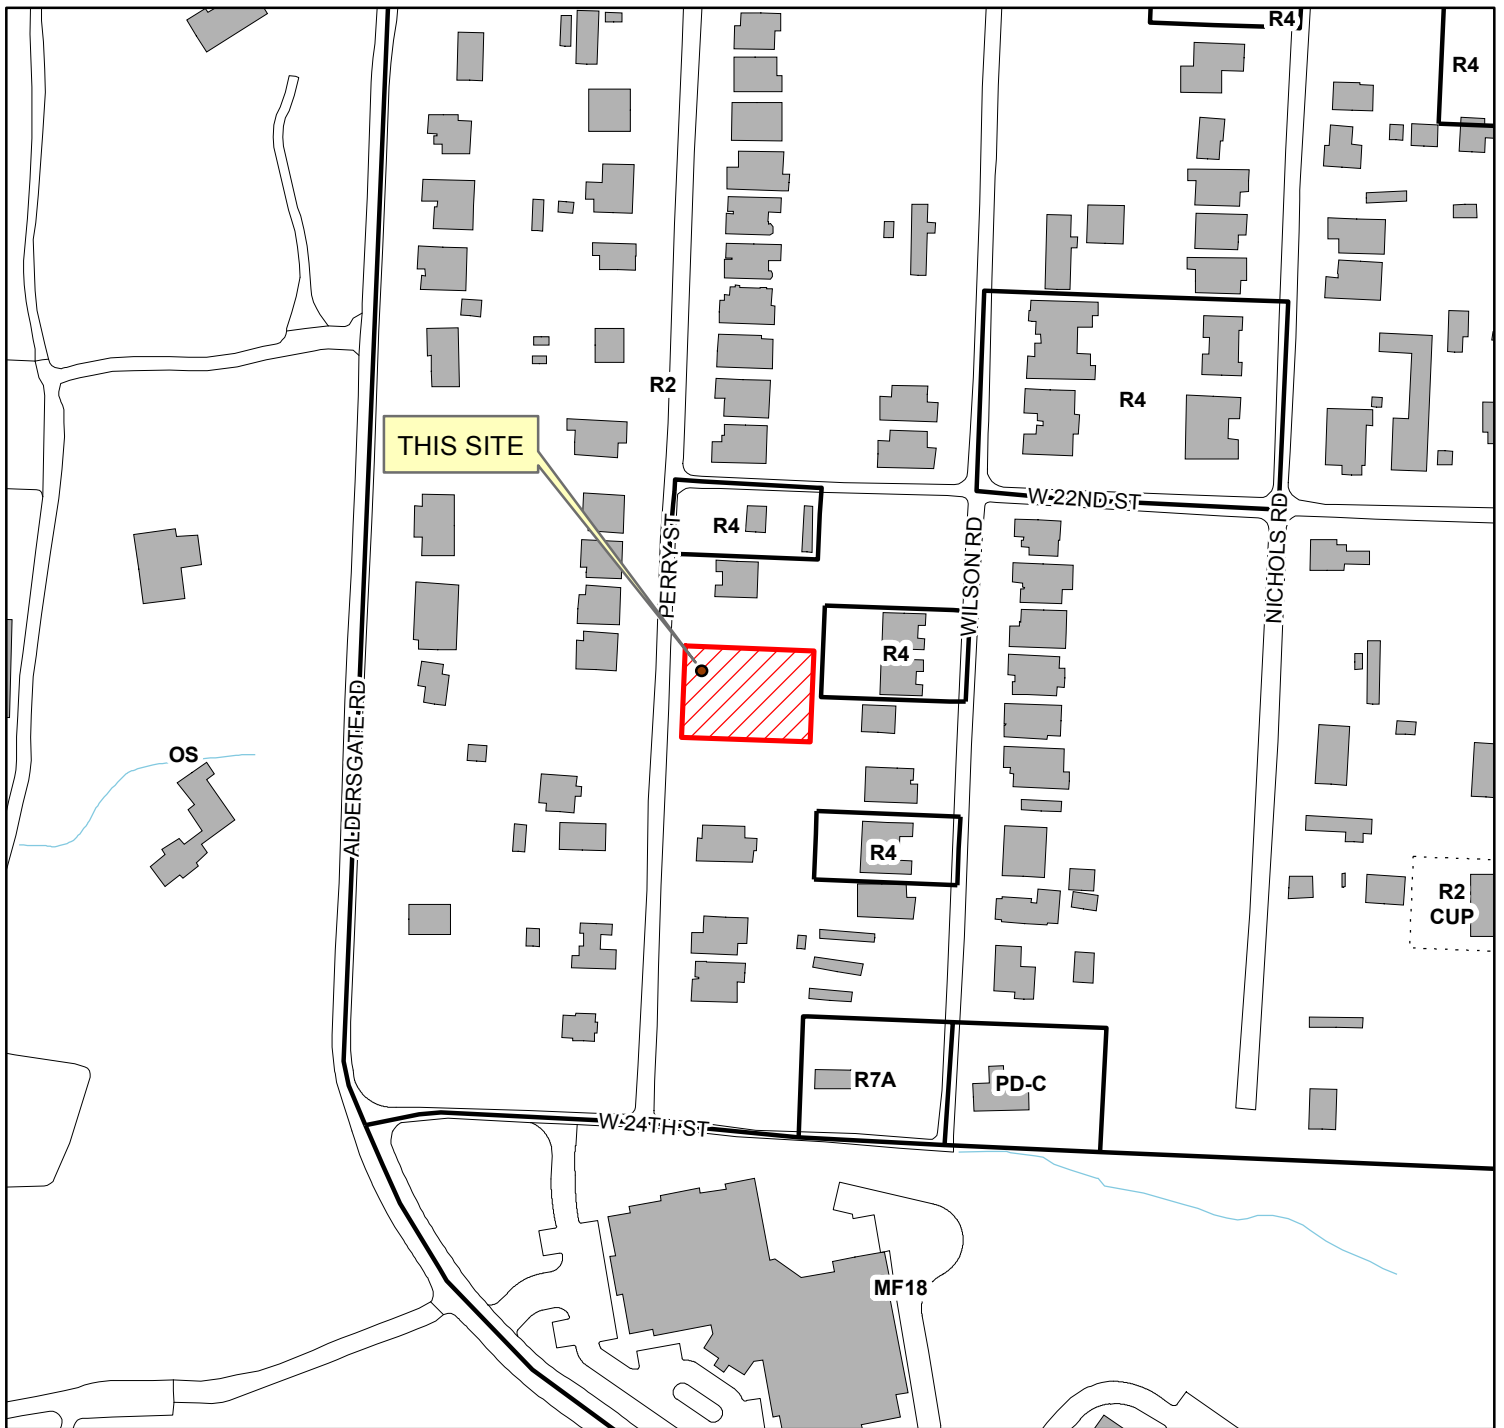 R4
R4
R2
R4
THIS SITE
W 22ND ST
R4
PERRY ST
WILSON RD
NICHOLS RD
R4
ALDERSGATE RD
OS
R4
R2
CUP
R7A
PD-C
W 24TH ST
MF18